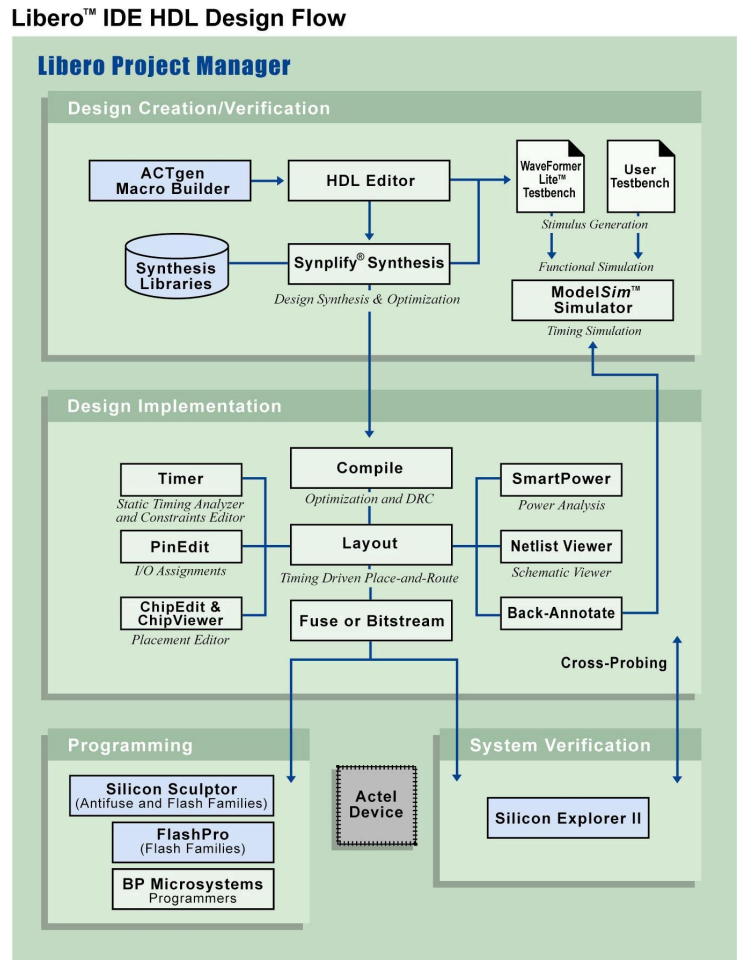 Libero™ IDE HDL Design Flow
Libero Project Manager
Design Creation/Verification
ACTgen
Macro Builder
HDL Editor
WaveFormer
Lite™
Testbench
User
Testbench
Stimulus Generation
Synthesis
Libraries
Synplify® Synthesis
Design Synthesis & Optimization
Functional Simulation
ModelSim™
Simulator
Timing Simulation
Design Implementation
Timer
Static Timing Analyzer
and Constraints Editor
Compile
Optimization and DRC
SmartPower
Power Analysis
PinEdit
I/O Assignments
Layout
Timing Driven Place-and-Route
Netlist Viewer
Schematic Viewer
ChipEdit &
ChipViewer
Placement Editor
Fuse or Bitstream
Back-Annotate
Cross-Probing
Programming
Silicon Sculptor
(Antifuse and Flash Families)
FlashPro
(Flash Families)
BP Microsystems
Programmers
Actel
Device
System Verification
Silicon Explorer II